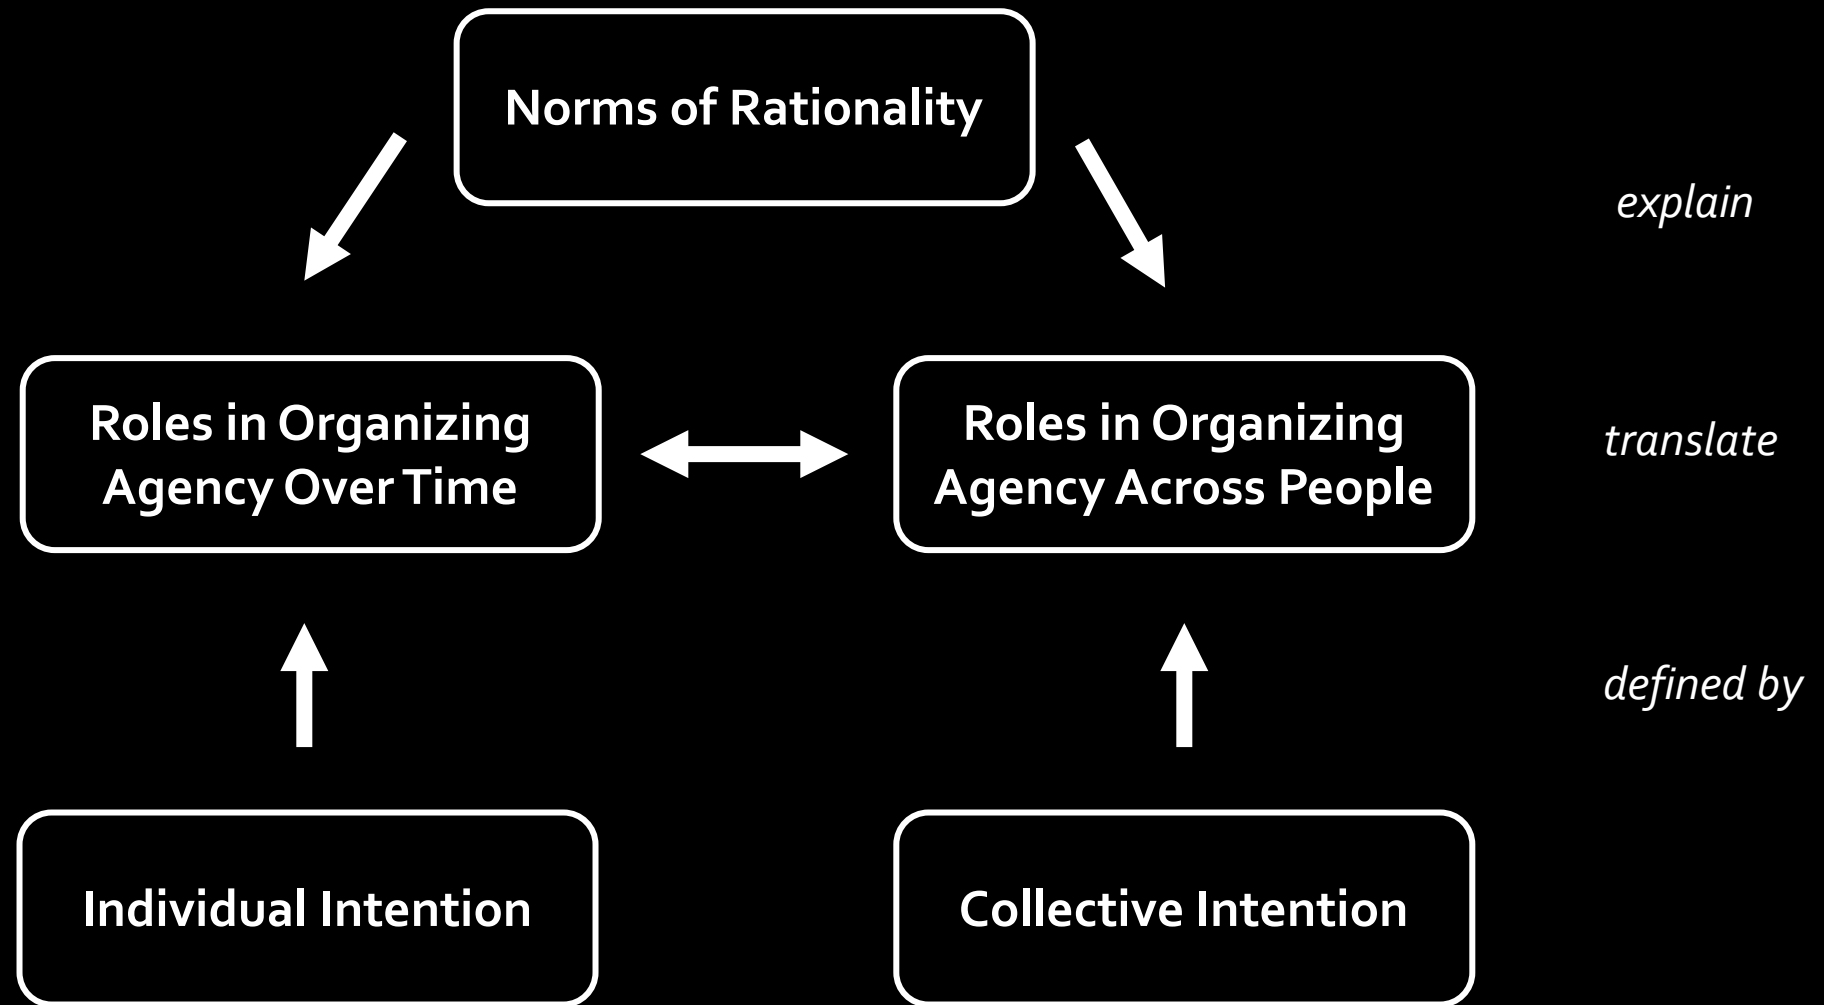 Norms of Rationality
explain
Roles in Organizing
Agency Over Time
Roles in Organizing
Agency Across People
translate
defined by
Individual Intention
Collective Intention